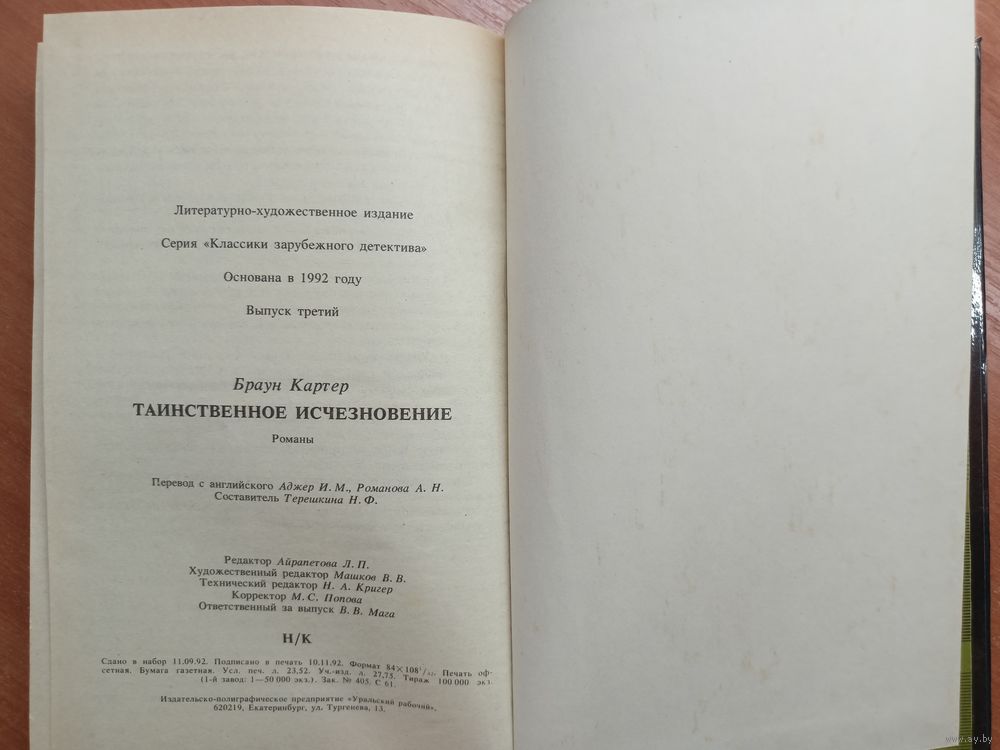 Литературно-художественное издание
Серия «Классики зарубежного детектива»
Основана в 1992 году
Выпуск третий
Браун Картер
ТАИНСТВЕННОЕ ИСЧЕЗНОВЕНИЕ
Романы
Перевод с английского Аджер И. М., Романова А. Н.
Составитель Терешкина Н. Ф.
Редактор Айрапетова Л. П.
Художественный редактор Машков В. В.
Технический редактор Н. А. Кригер
Корректор М. С. Попова
Ответственный за выпуск В. В. Мага
Н/К
Сдано в набор 11.09.92. Подписано в печать 10.11.92. Формат 84×108¹/₃₂. Печать оф-
сетная. Бумага газетная. Усл. печ. л. 23,52. Уч.-изд. л. 27,75. Тираж 100 000 экз.
(1-й завод: 1—50 000 экз.). Зак. № 405. С 61.
Издательско-полиграфическое предприятие «Уральский рабочий»,
620219, Екатеринбург, ул. Тургенева, 13.
www.ay.by